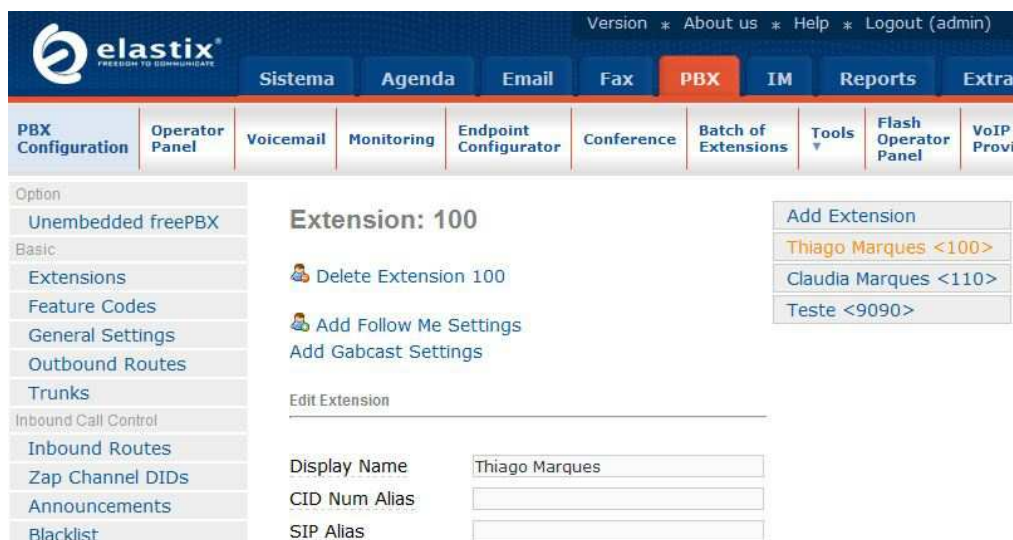 Version * About us * Help * Logout (admin)
elastix®
FREEDOM TO COMMUNICATE
Sistema Agenda Email Fax PBX IM Reports Extra
PBX Configuration
Operator Panel
Voicemail
Monitoring
Endpoint Configurator
Conference
Batch of Extensions
Tools
Flash Operator Panel
VoIP Provi
Option
Unembedded freePBX
Basic
Extensions
Feature Codes
General Settings
Outbound Routes
Trunks
Inbound Call Control
Inbound Routes
Zap Channel DIDs
Announcements
Blacklist
Extension: 100
Delete Extension 100
Add Follow Me Settings
Add Gabcast Settings
Edit Extension
Display Name Thiago Marques
CID Num Alias
SIP Alias
Add Extension
Thiago Marques <100>
Claudia Marques <110>
Teste <9090>